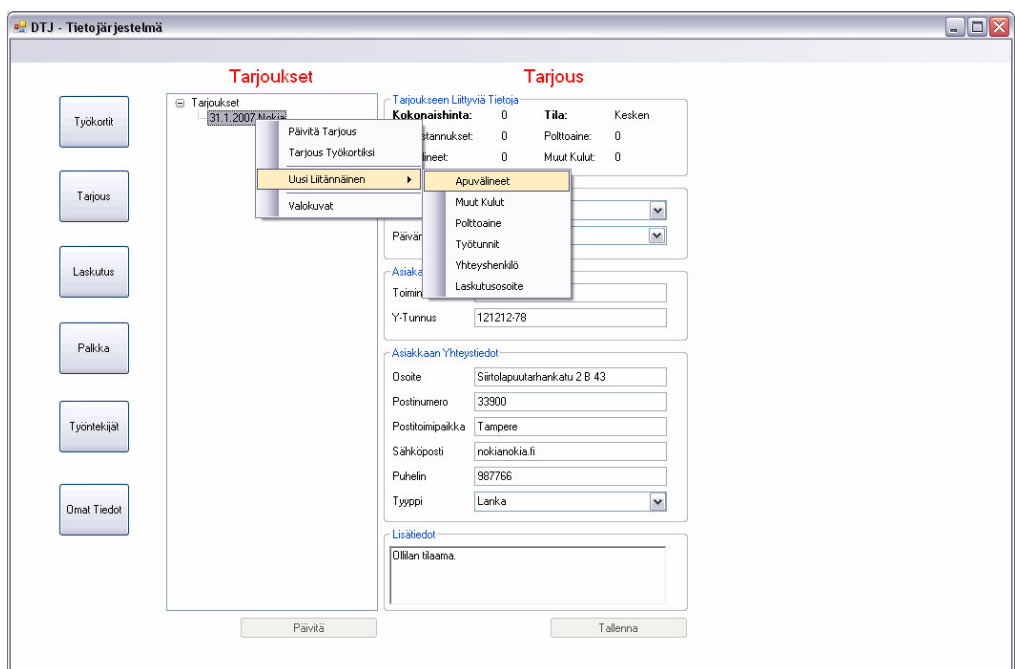 DTJ - Tietojärjestelmä
Tarjoukset
Tarjous
Työkortit
Tarjous
Laskutus
Palkka
Työntekijät
Omat Tiedot
Tarjoukset
31.1.2007 Nokia
Päivitä Tarjous
Tarjous Työkortiksi
Uusi Liitännäinen
Valokuvat
Apuvälineet
Muut Kulut
Polttoaine
Työtunnit
Yhteyshenkilö
Laskutusosoite
Tarjoukseen Liittyviä Tietoja
Kokonaishinta: 0 Tila: Kesken
0 Polttoaine: 0
0 Muut Kulut: 0
Y-Tunnus 121212-78
Asiakkaan Yhteystiedot
Osoite Siirtolapuutarhankatu 2 B 43
Postinumero 33900
Postitoimipaikka Tampere
Sähköposti nokianokia.fi
Puhelin 987766
Tyyppi Lanka
Lisätiedot
Ollilan tilaama.
Päivitä
Tallenna